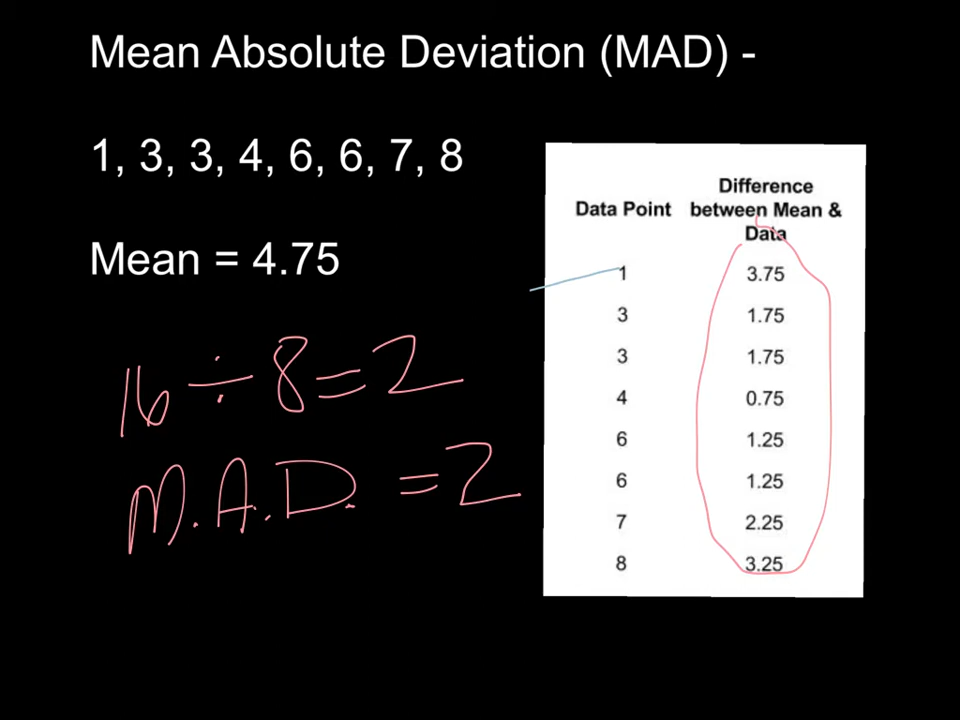 Mean Absolute Deviation (MAD) -
1, 3, 3, 4, 6, 6, 7, 8
Mean = 4.75
16 ÷ 8 = 2
M.A.D. = 2
Difference
Data Point between Mean &
Data
1 3.75
3 1.75
3 1.75
4 0.75
6 1.25
6 1.25
7 2.25
8 3.25